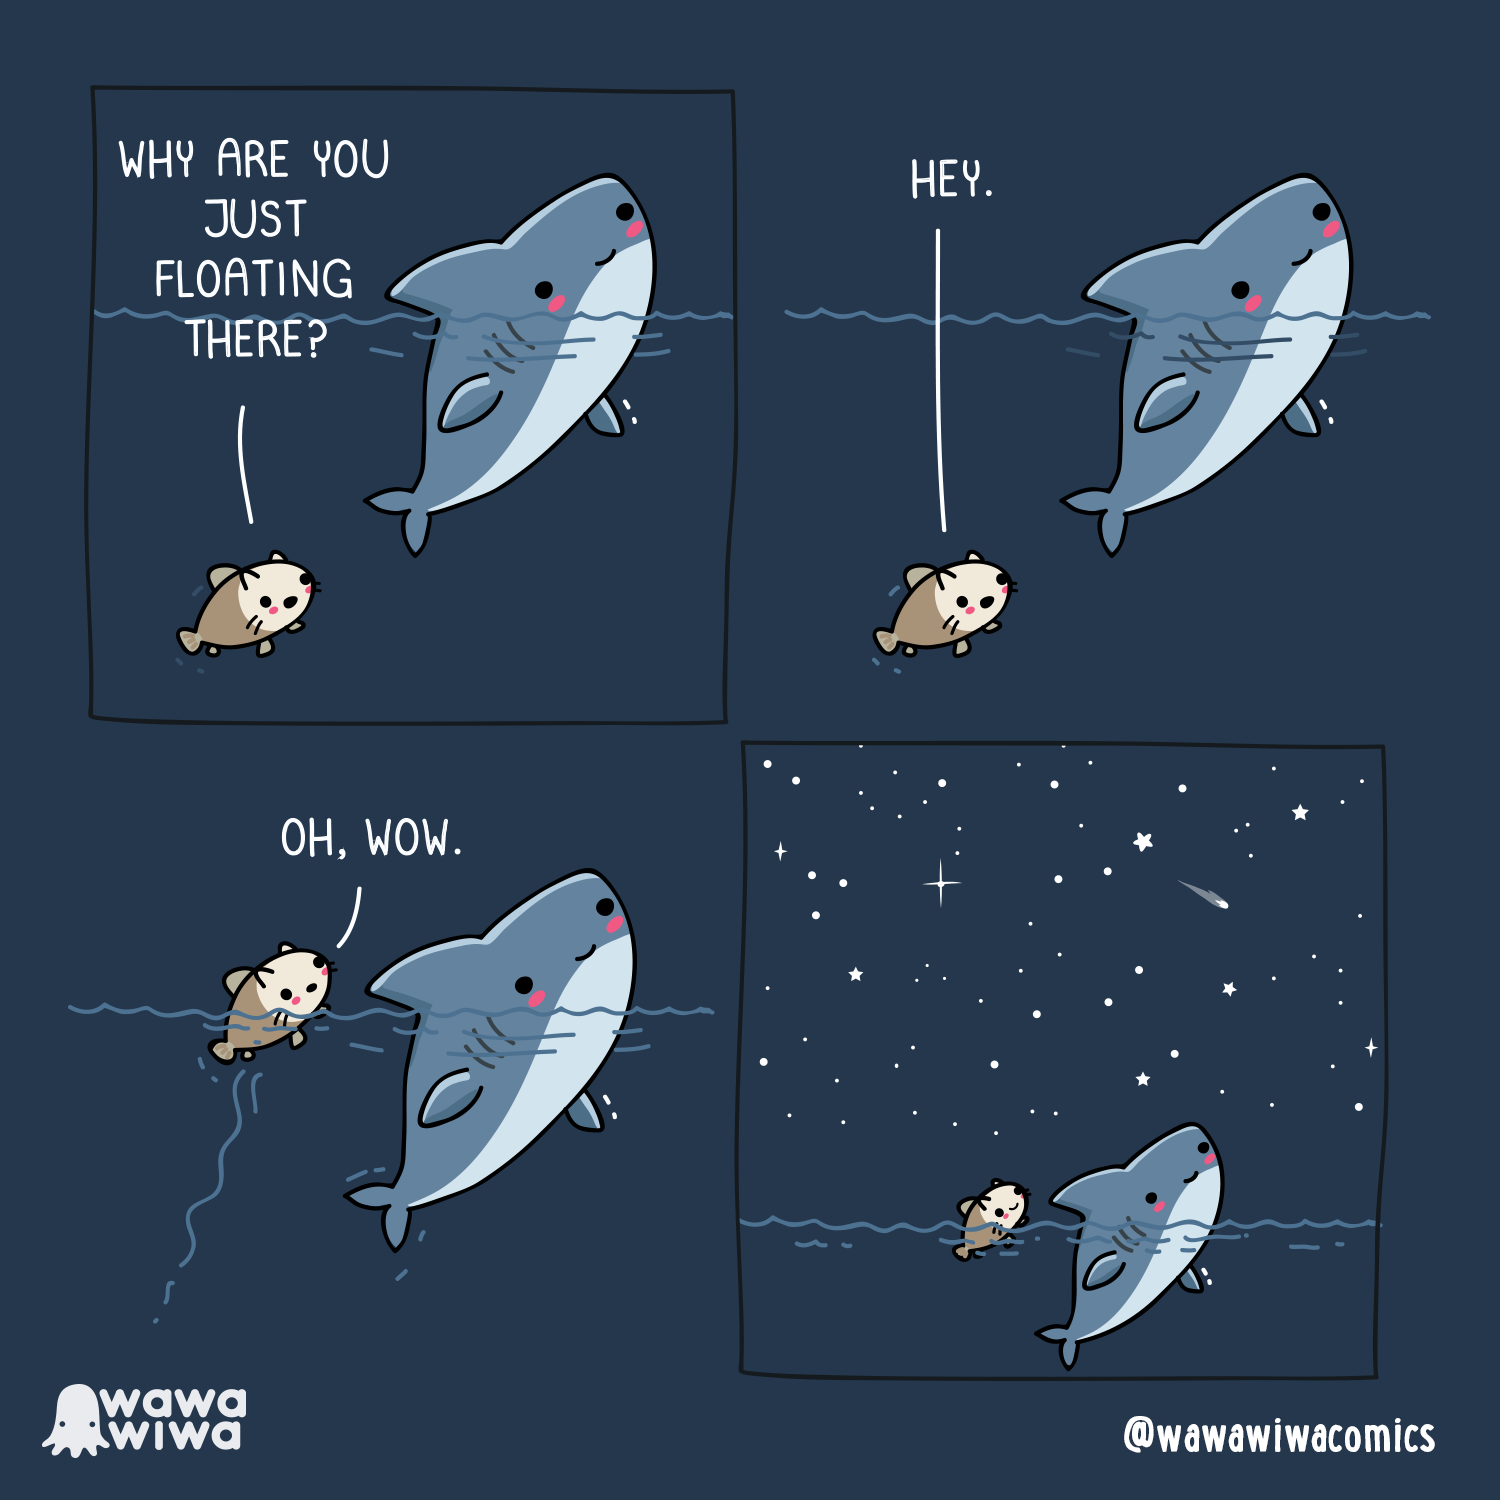 WHY ARE YOU
JUST
FLOATING
THERE?
HEY.
OH, WOW.
wawa
wiwa
@wawawiwacomics